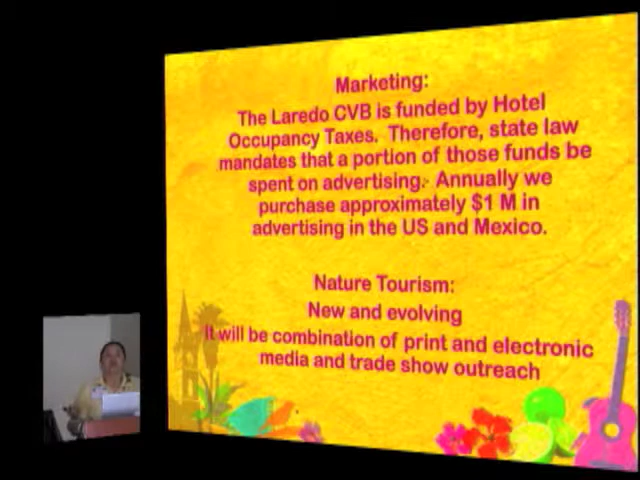 Marketing:
The Laredo CVB is funded by Hotel
Occupancy Taxes. Therefore, state law
mandates that a portion of those funds be
spent on advertising. Annually we
purchase approximately $1 M in
advertising in the US and Mexico.
Nature Tourism:
New and evolving
It will be combination of print and electronic
media and trade show outreach